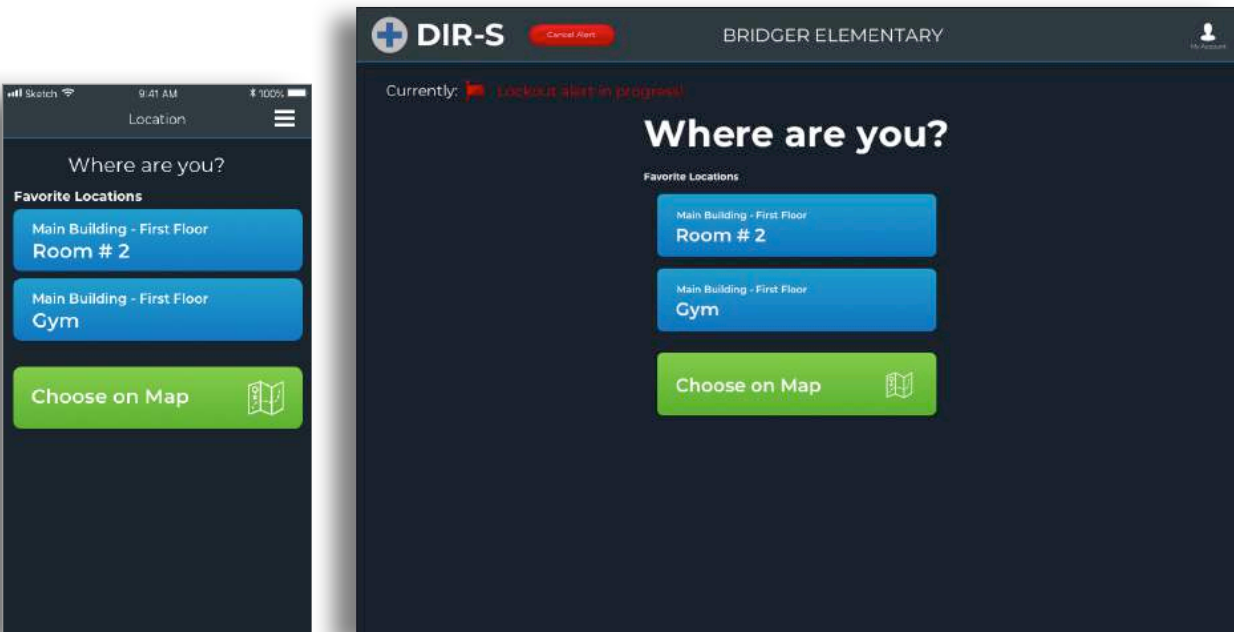 Sketch 9:41 AM 100%
Location
Where are you?
Favorite Locations
Main Building - First Floor
Room # 2
Main Building - First Floor
Gym
Choose on Map
DIR-S Cancel Alert BRIDGER ELEMENTARY
My Account
Currently: Lockout alert in progress!
Where are you?
Favorite Locations
Main Building - First Floor
Room # 2
Main Building - First Floor
Gym
Choose on Map